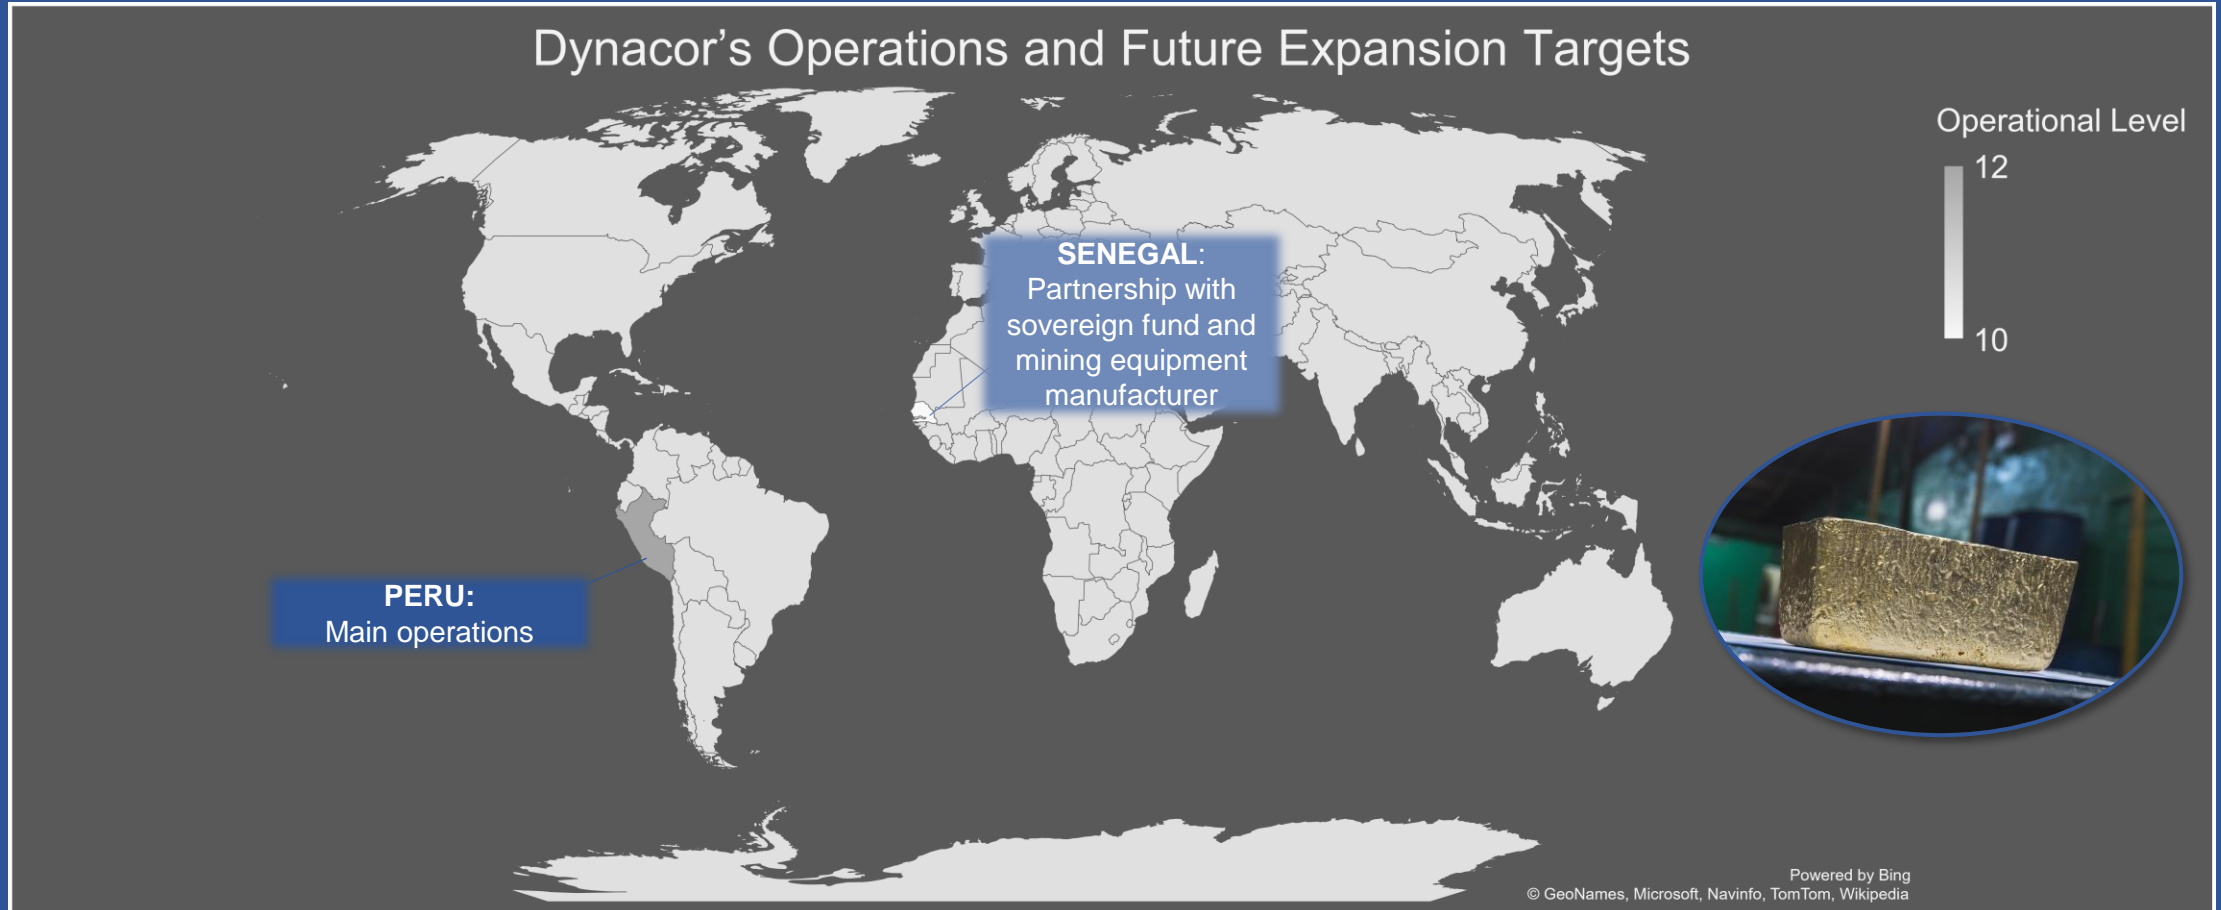 Dynacor’s Operations and Future Expansion Targets
Operational Level
12
10
SENEGAL:
Partnership with
sovereign fund and
mining equipment
manufacturer
PERU:
Main operations
Powered by Bing
© GeoNames, Microsoft, Navinfo, TomTom, Wikipedia